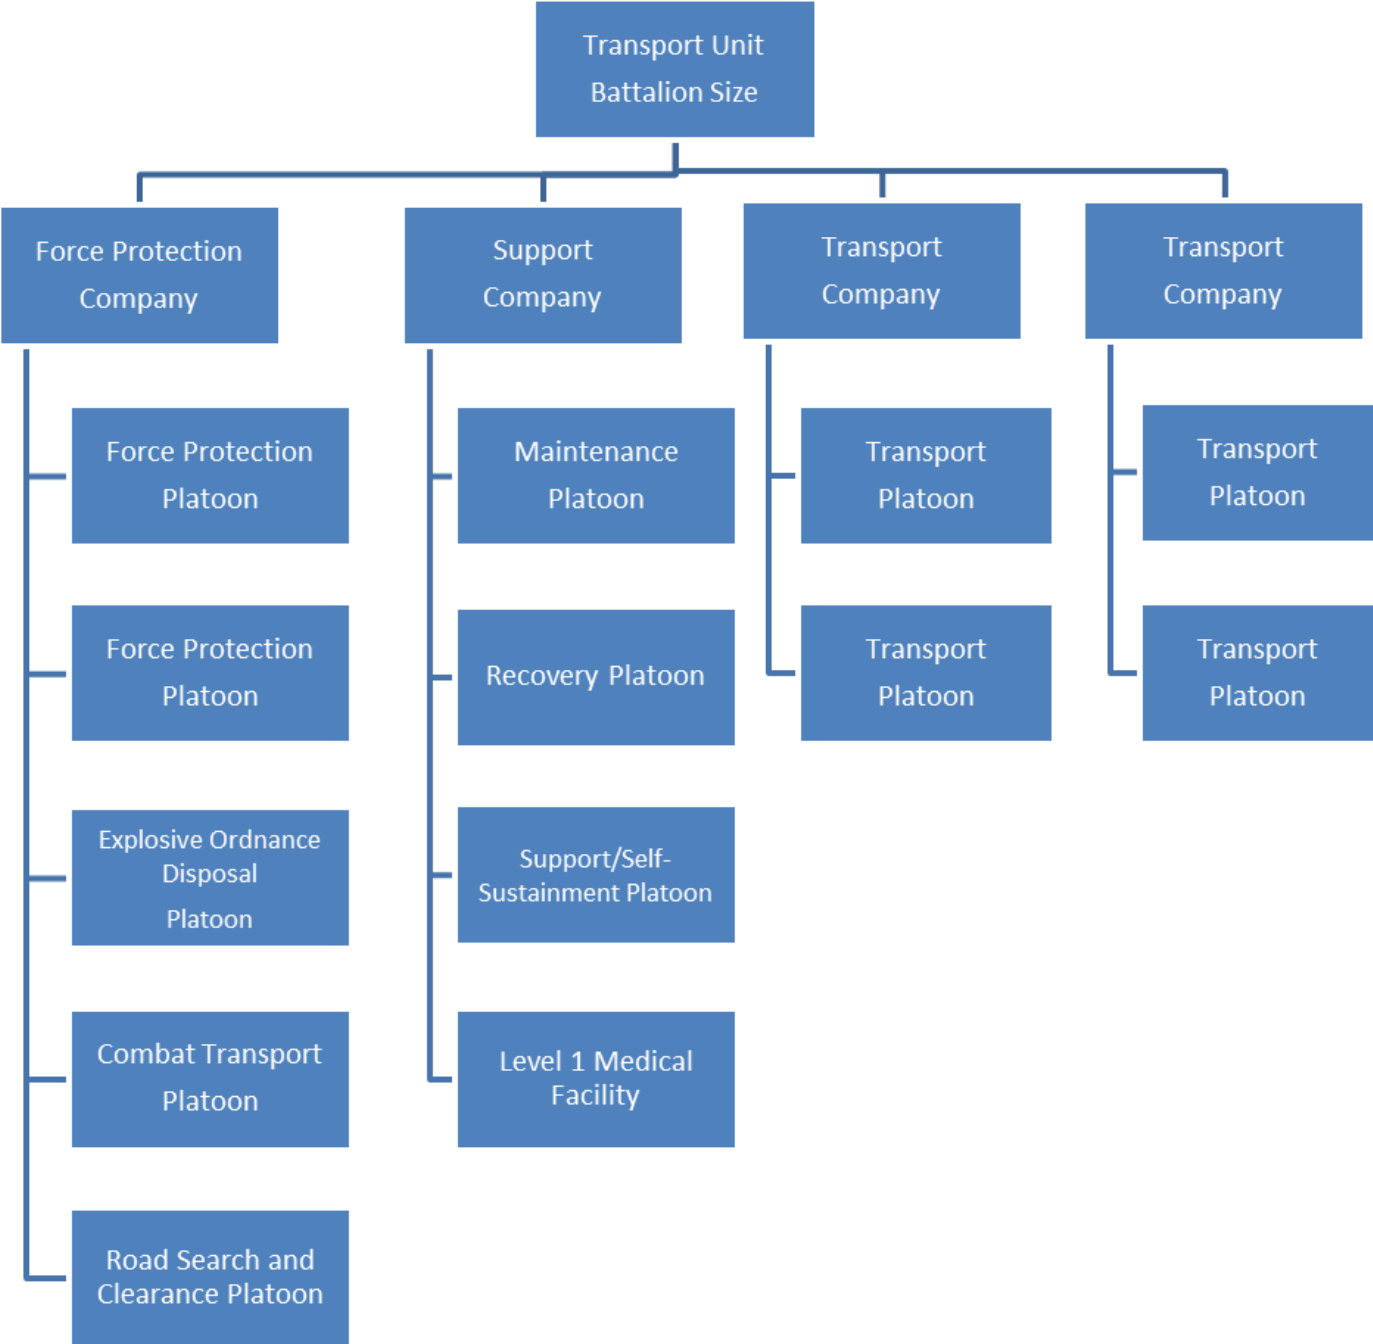 Transport Unit
Battalion Size
Force Protection
Company
Support
Company
Transport
Company
Transport
Company
Force Protection
Platoon
Force Protection
Platoon
Explosive Ordnance
Disposal
Platoon
Combat Transport
Platoon
Road Search and
Clearance Platoon
Maintenance
Platoon
Recovery Platoon
Support/Self-
Sustainment Platoon
Level 1 Medical
Facility
Transport
Platoon
Transport
Platoon
Transport
Platoon
Transport
Platoon